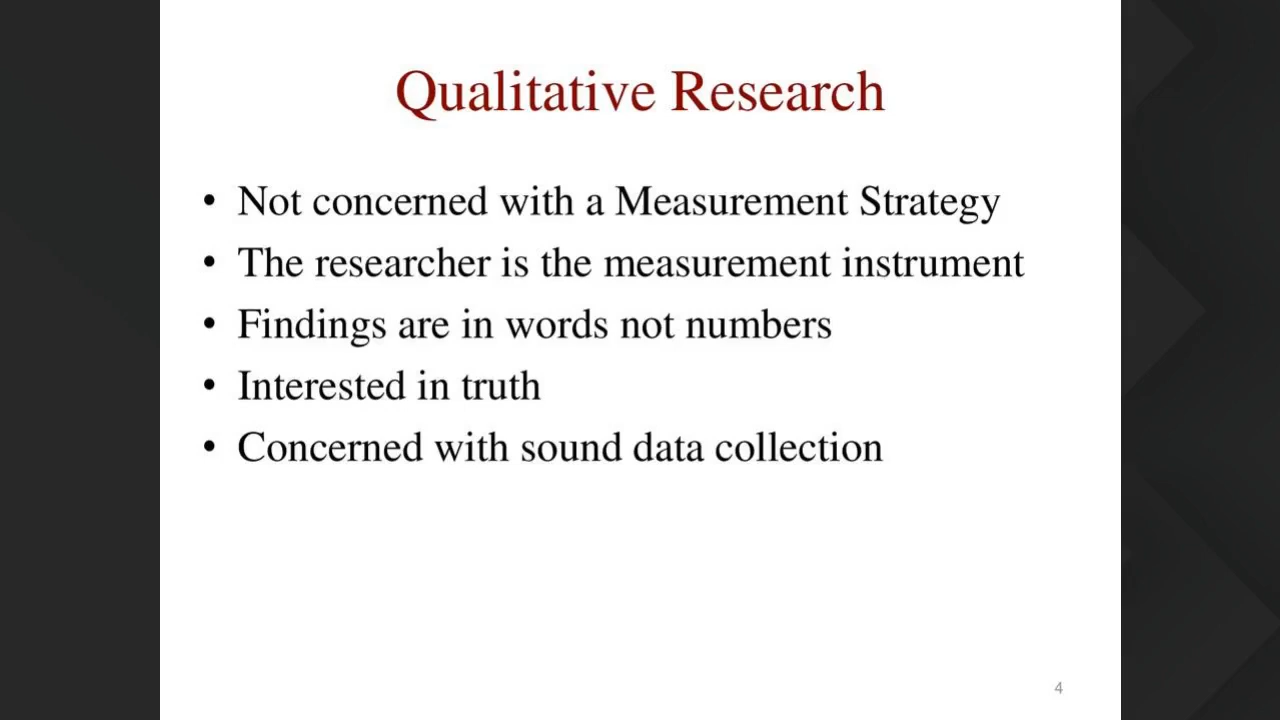 Qualitative Research
• Not concerned with a Measurement Strategy
• The researcher is the measurement instrument
• Findings are in words not numbers
• Interested in truth
• Concerned with sound data collection
4